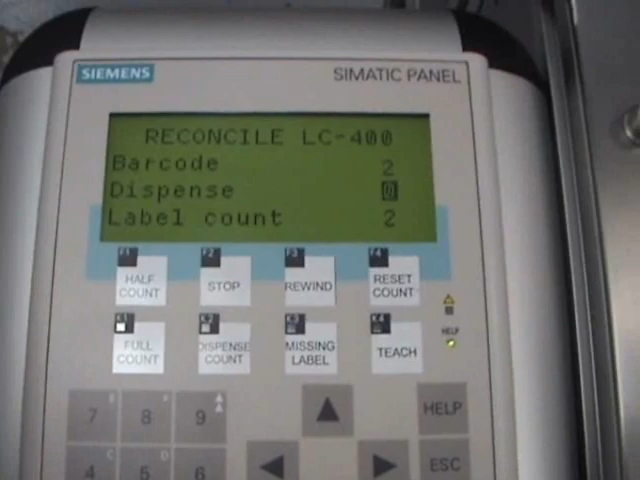 SIEMENS
SIMATIC PANEL
RECONCILE LC-400
Barcode 2
Dispense 0
Label count 2
F1 F2 F3 F4
HALF COUNT STOP REWIND RESET COUNT
K1 K2 K3 K4
FULL COUNT DISPENSE COUNT MISSING LABEL TEACH
HELP
7 8 9
HELP
4 5 6
ESC